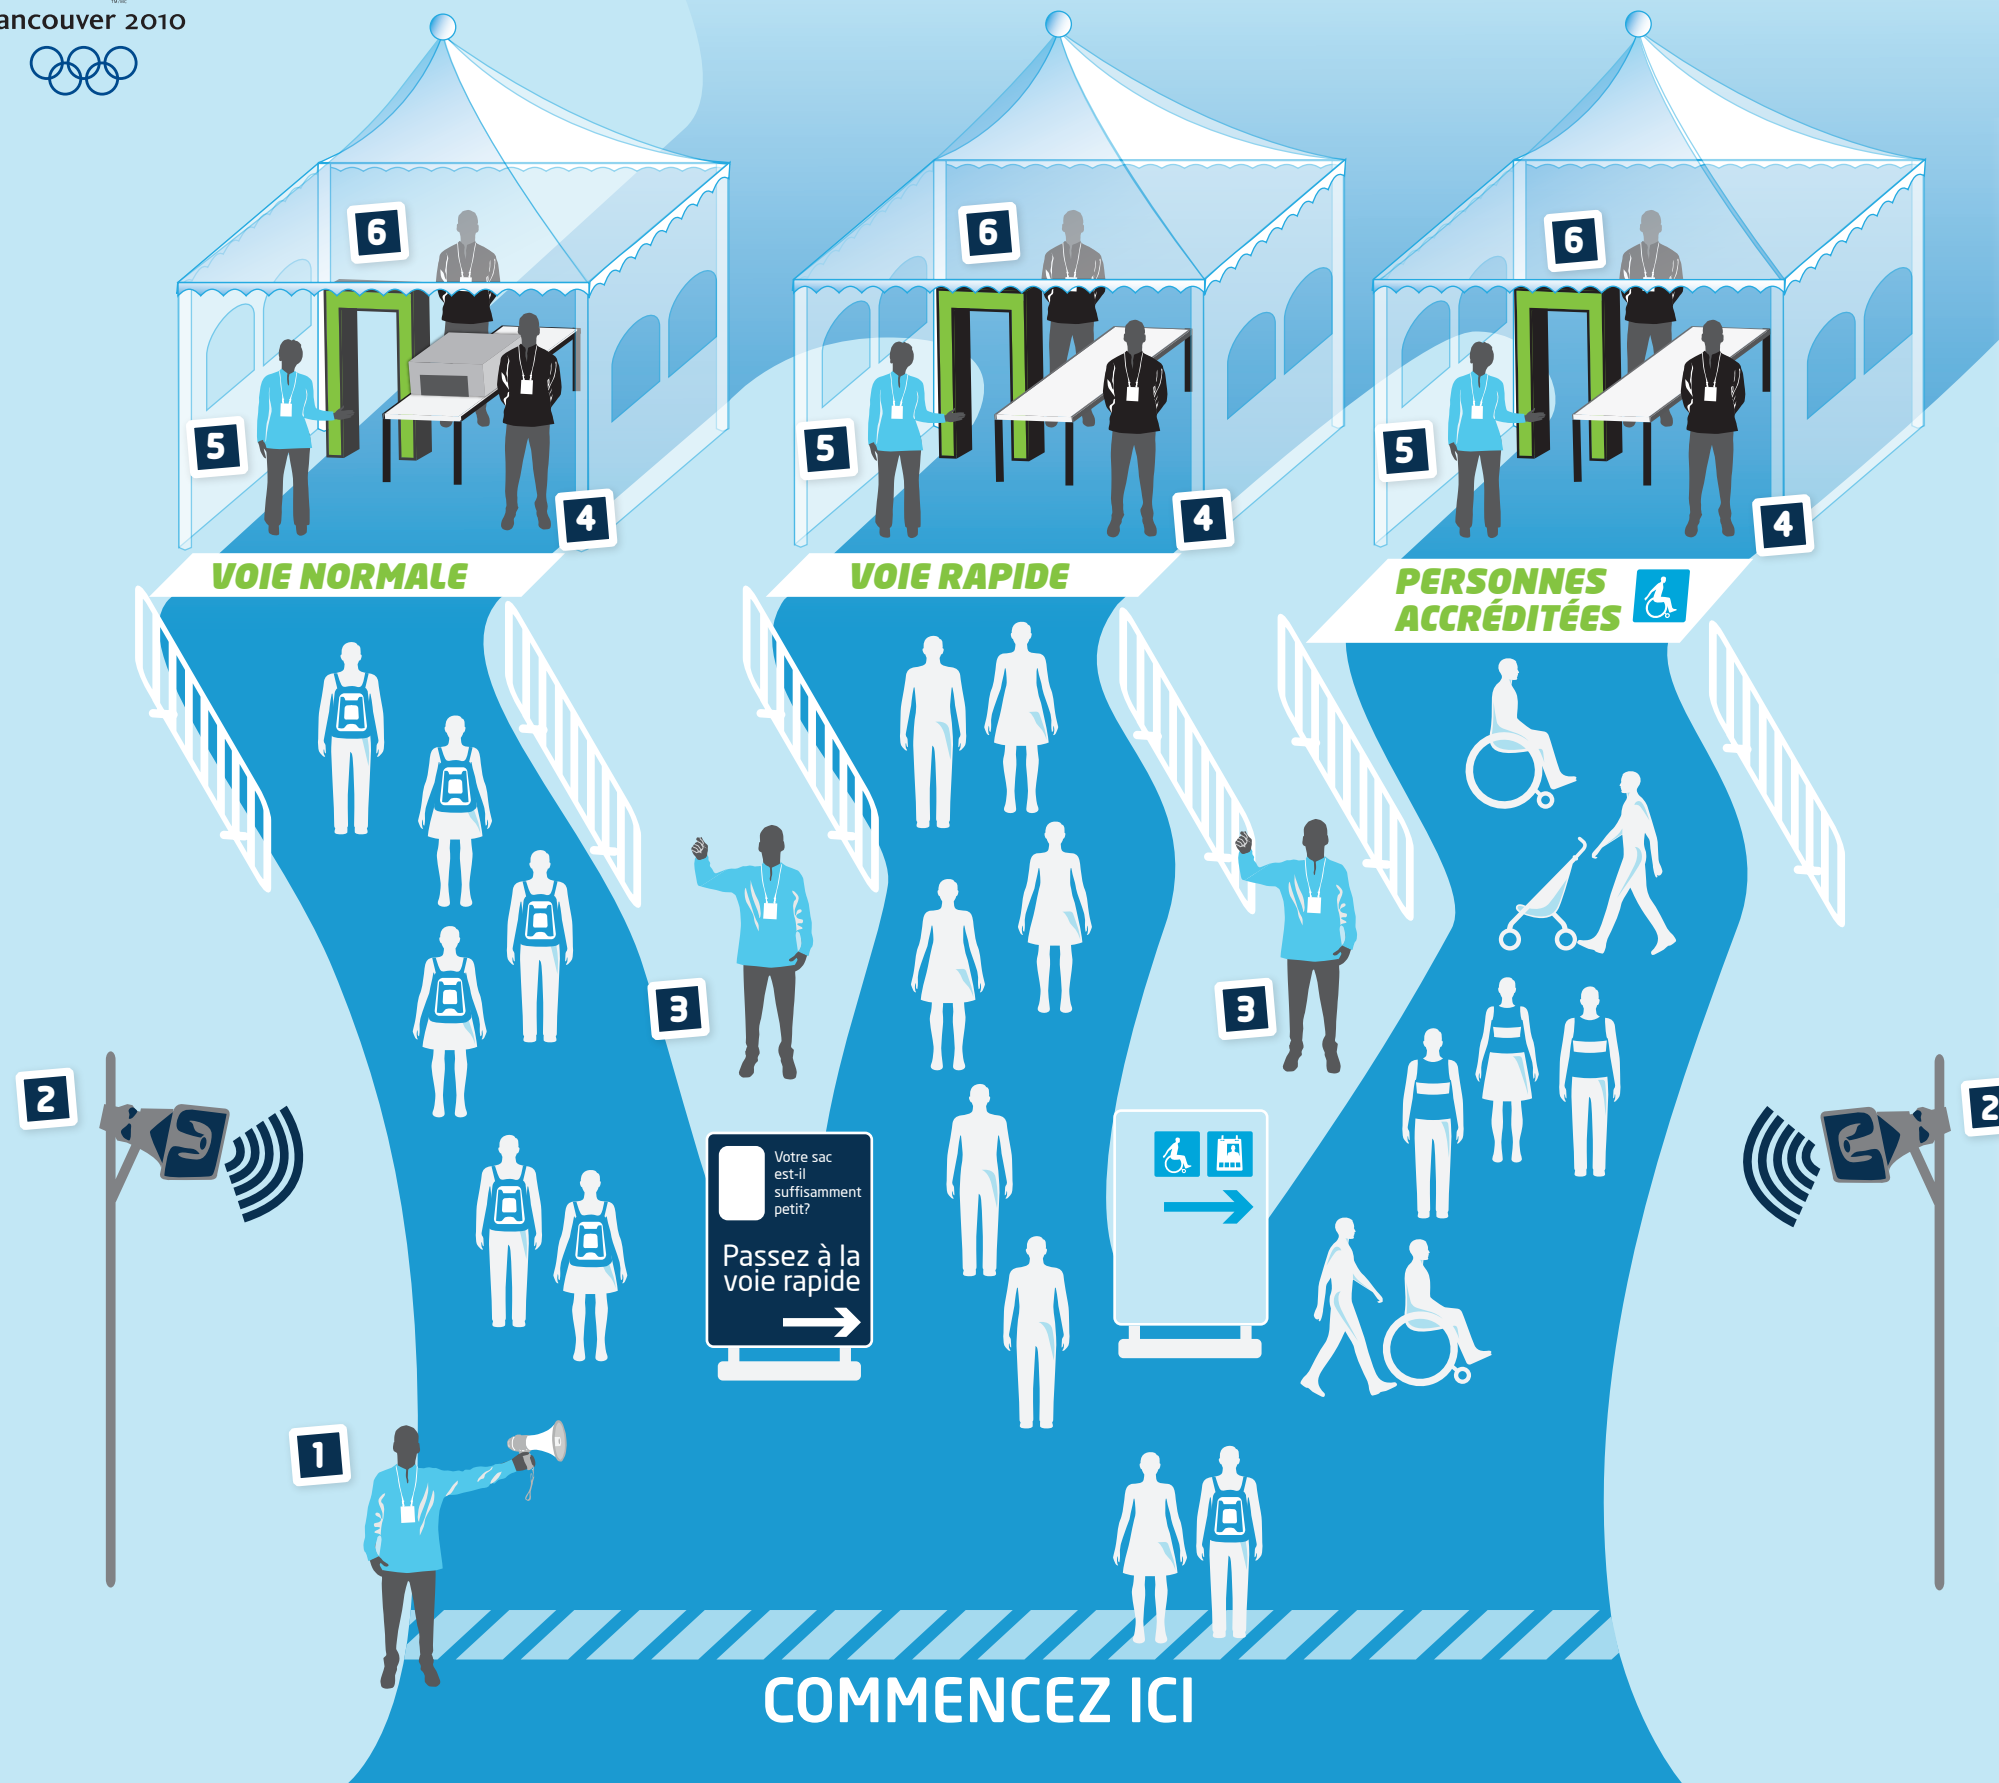 ancouver 2010
6
6
6
5
5
5
4
4
4
VOIE NORMALE
VOIE RAPIDE
PERSONNES
ACCRÉDITÉES
3
3
2
2
Votre sac
est-il
suffisamment
petit?
Passez à la
voie rapide
1
COMMENCEZ ICI